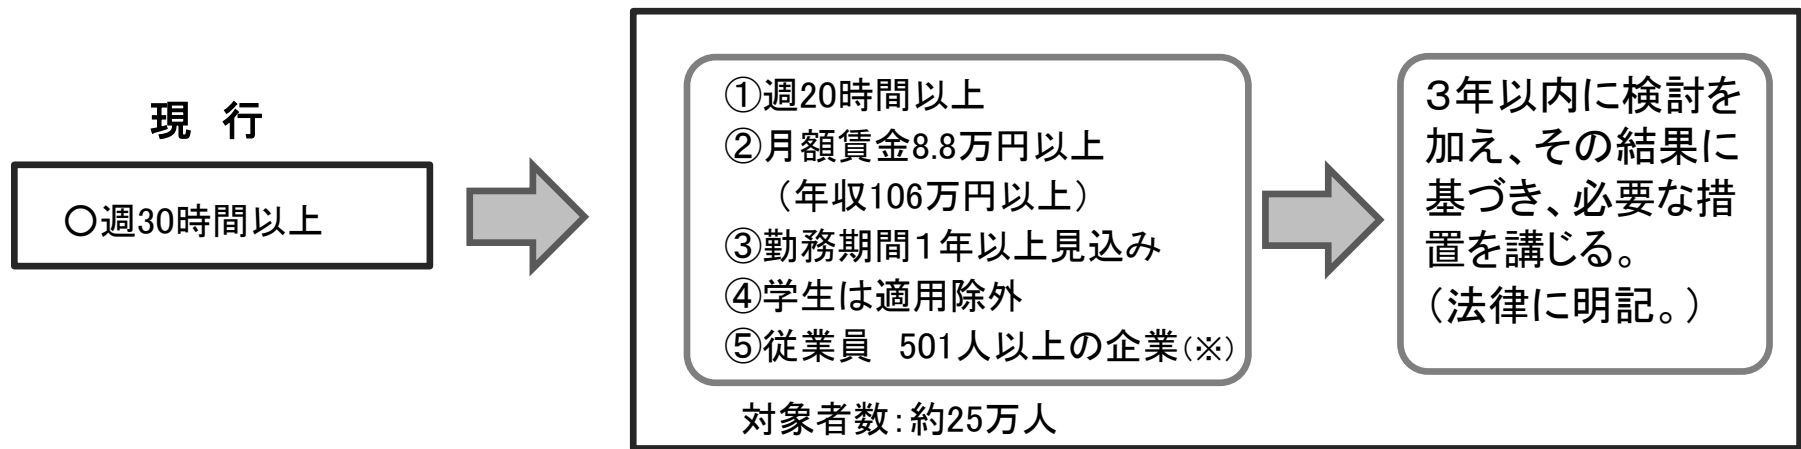 現 行
〇週30時間以上
①週20時間以上
②月額賃金8.8万円以上
(年収106万円以上)
③勤務期間1年以上見込み
④学生は適用除外
⑤従業員 501人以上の企業(※)
対象者数:約25万人
3年以内に検討を
加え、その結果に
基づき、必要な措
置を講じる。
(法律に明記。)